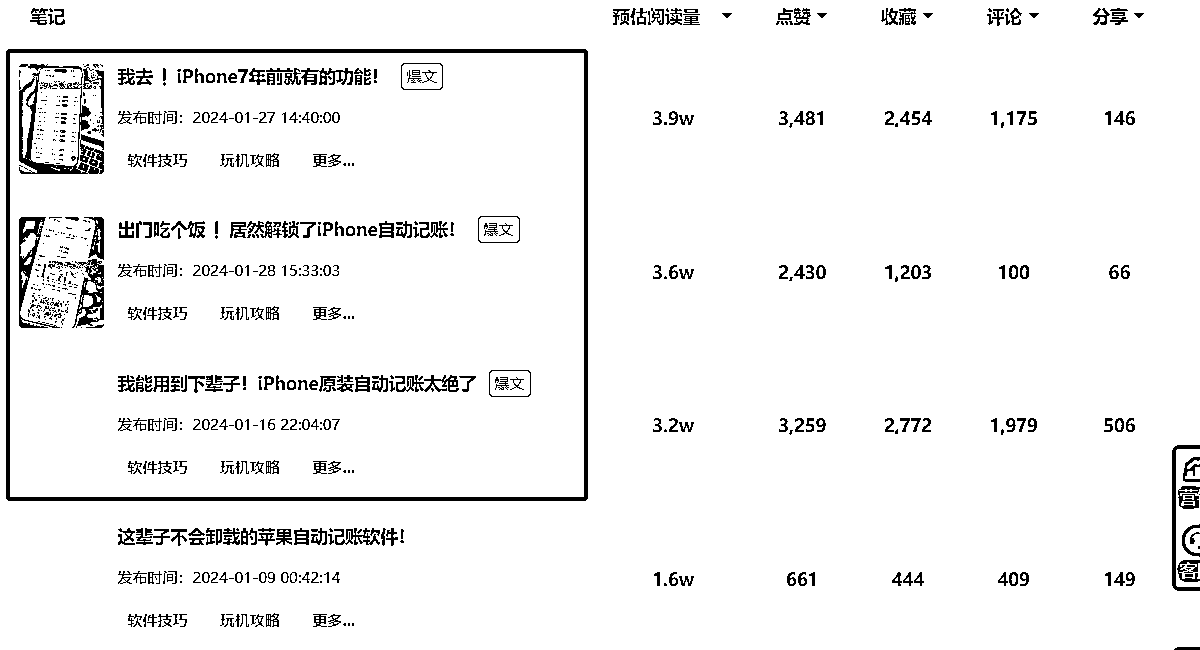 笔记 预估阅读量 点赞 收藏 评论 分享
我去！iPhone7年前就有的功能！ 爆文
发布时间：2024-01-27 14:40:00 3.9w 3,481 2,454 1,175 146
软件技巧 玩机攻略 更多...
出门吃个饭！居然解锁了iPhone自动记账！ 爆文
发布时间：2024-01-28 15:33:03 3.6w 2,430 1,203 100 66
软件技巧 玩机攻略 更多...
我能用到下辈子！iPhone原装自动记账太绝了 爆文
发布时间：2024-01-16 22:04:07 3.2w 3,259 2,772 1,979 506
软件技巧 玩机攻略 更多...
营
客
这辈子不会卸载的苹果自动记账软件！
发布时间：2024-01-09 00:42:14 1.6w 661 444 409 149
软件技巧 玩机攻略 更多...